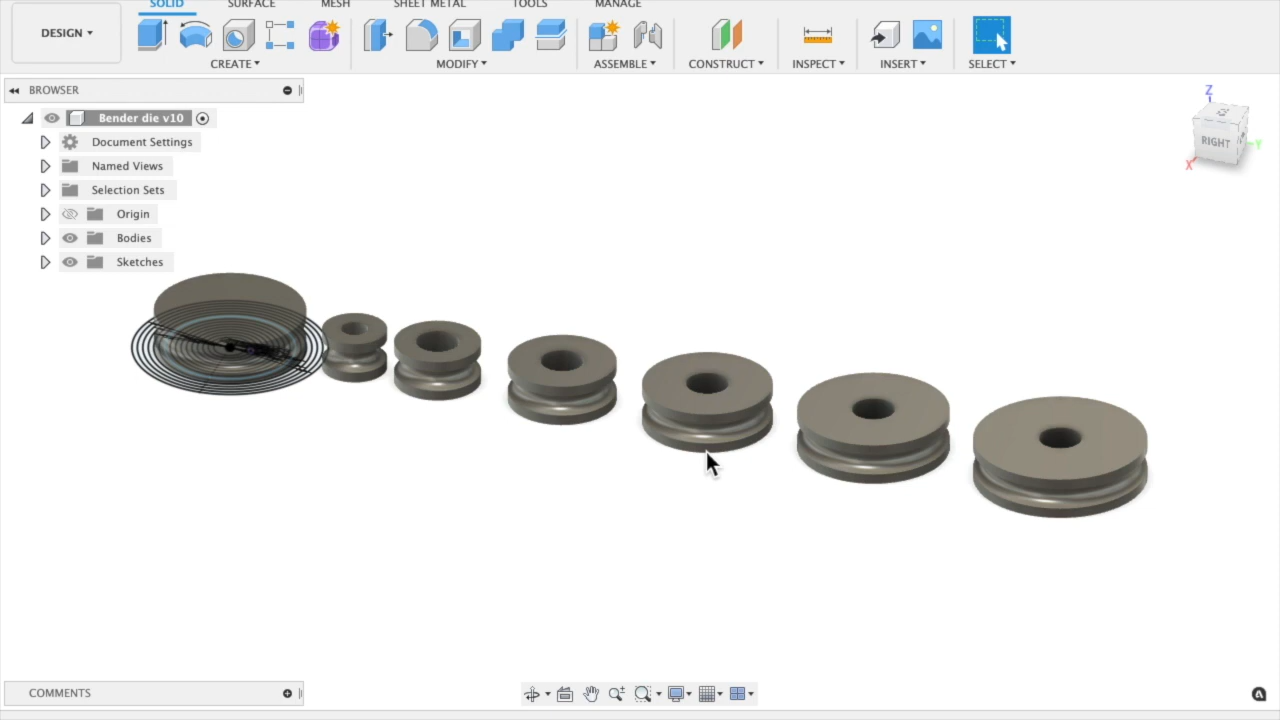 SOLID SURFACE MESH SHEET METAL TOOLS MANAGE
DESIGN
CREATE MODIFY ASSEMBLE CONSTRUCT INSPECT INSERT SELECT
BROWSER
Bender die v10
Document Settings
Named Views
Selection Sets
Origin
Bodies
Sketches
Z
RIGHT
Y
X
COMMENTS